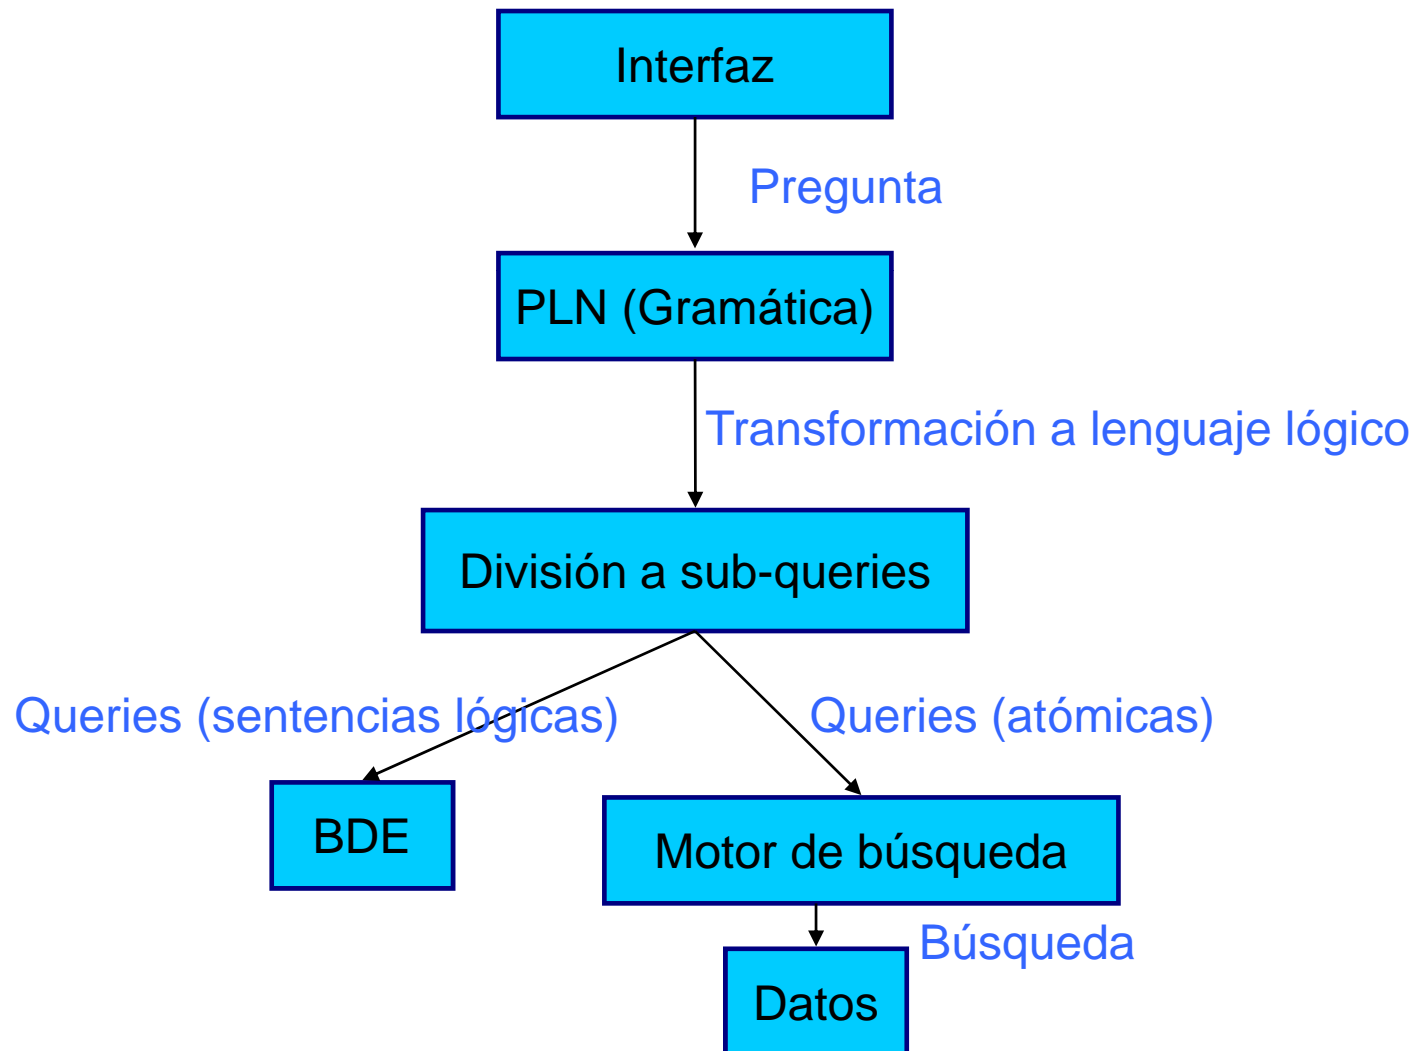 Interfaz
Pregunta
PLN (Gramática)
Transformación a lenguaje lógico
División a sub-queries
Queries (sentencias lógicas)
Queries (atómicas)
BDE
Motor de búsqueda
Búsqueda
Datos